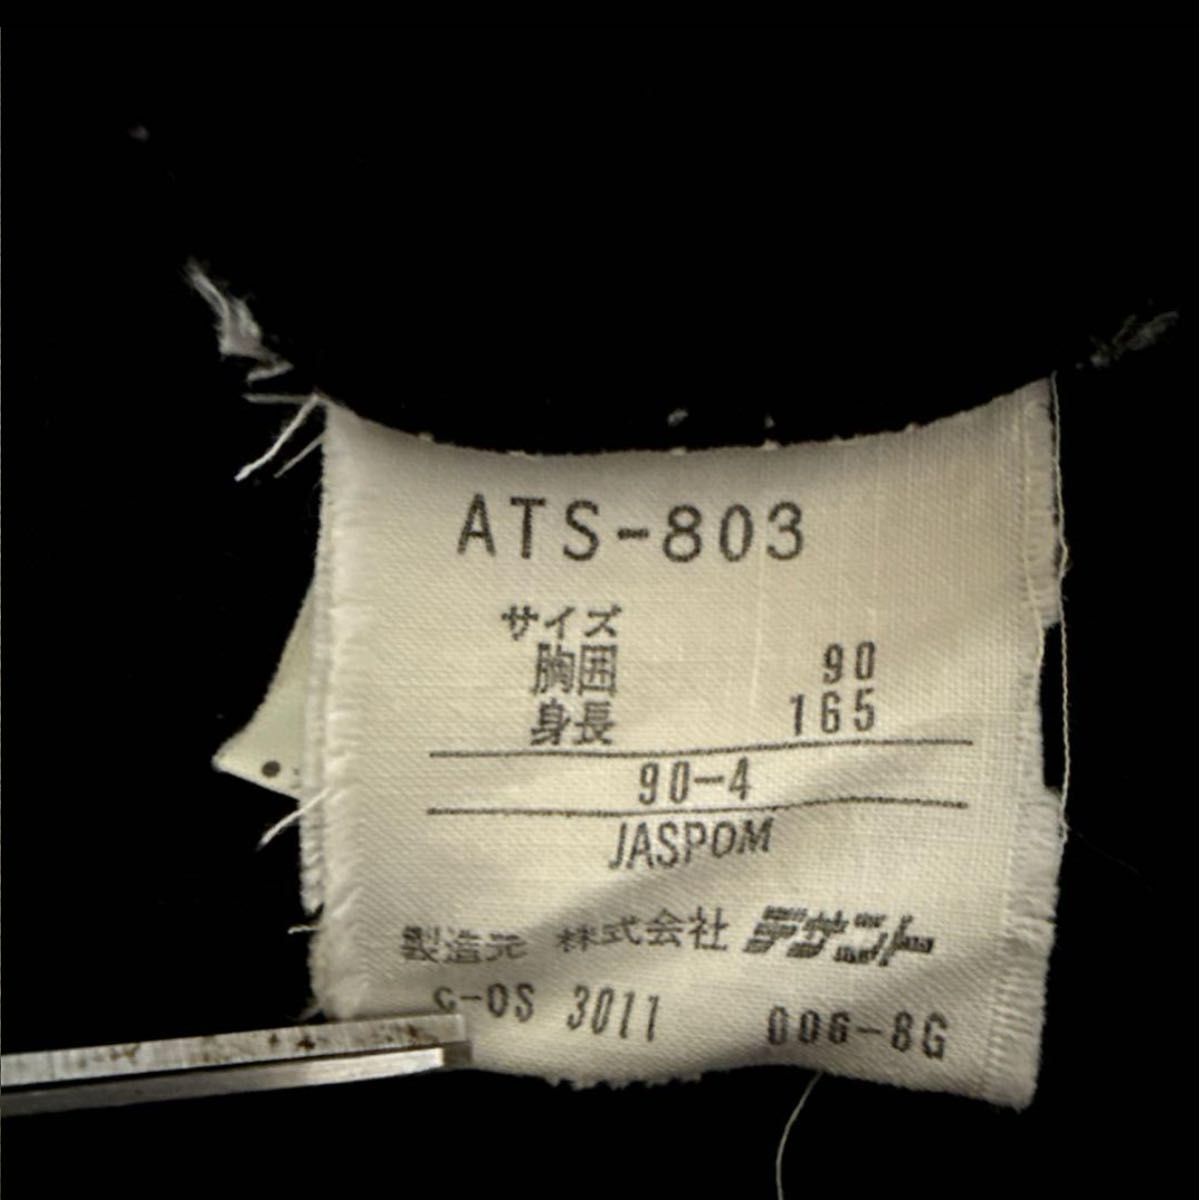 ATS-803
サイズ
胸囲 90
身長 165
90-4
JASPOM
製造元 株式会社 デサント
C-OS 3011 006-8G